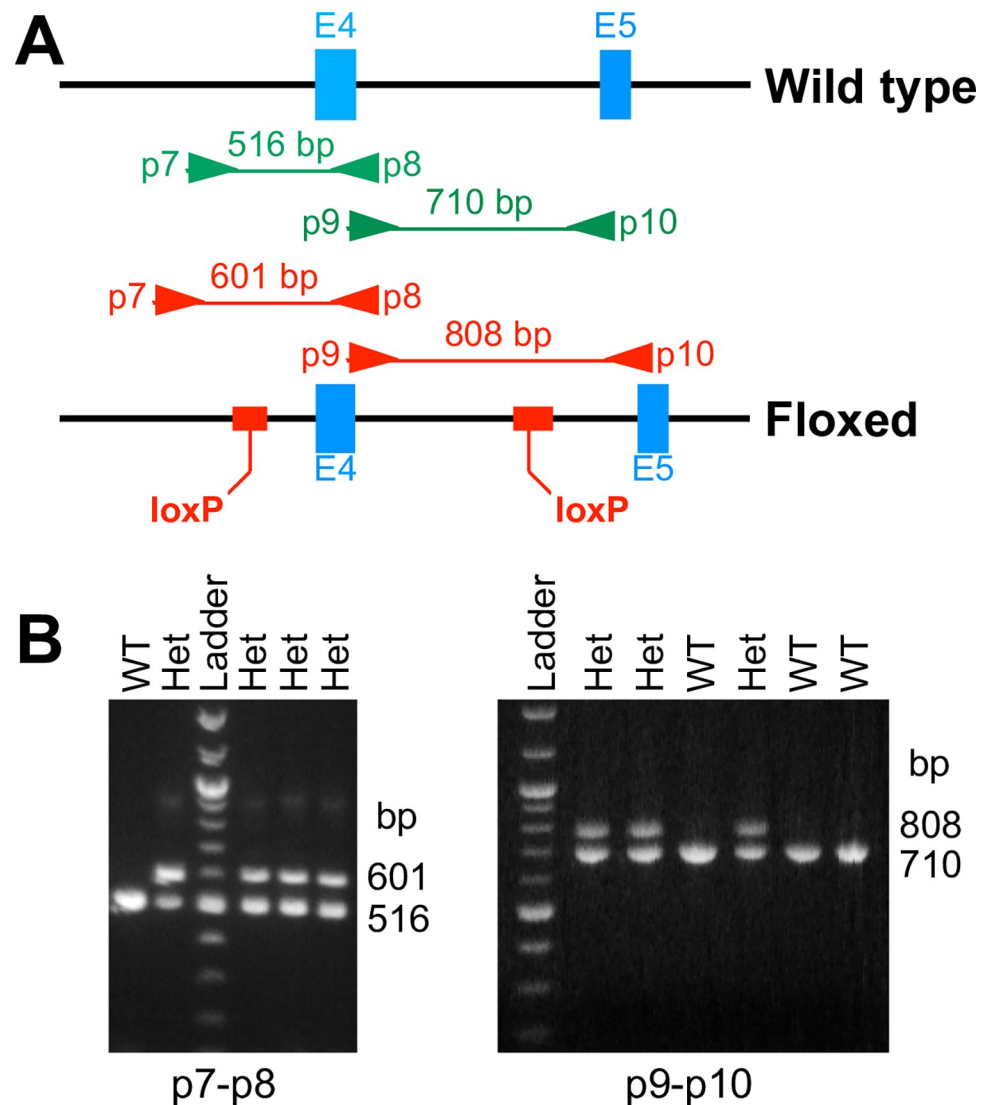 A
E4 E5
Wild type
516 bp
p7 p8
710 bp
p9 p10
601 bp
p7 p8
808 bp
p9 p10
Floxed
E4 E5
loxP loxP
B
WT Het Ladder Het Het Het
Ladder Het Het WT Het WT WT
bp
601
516
bp
808
710
p7-p8
p9-p10